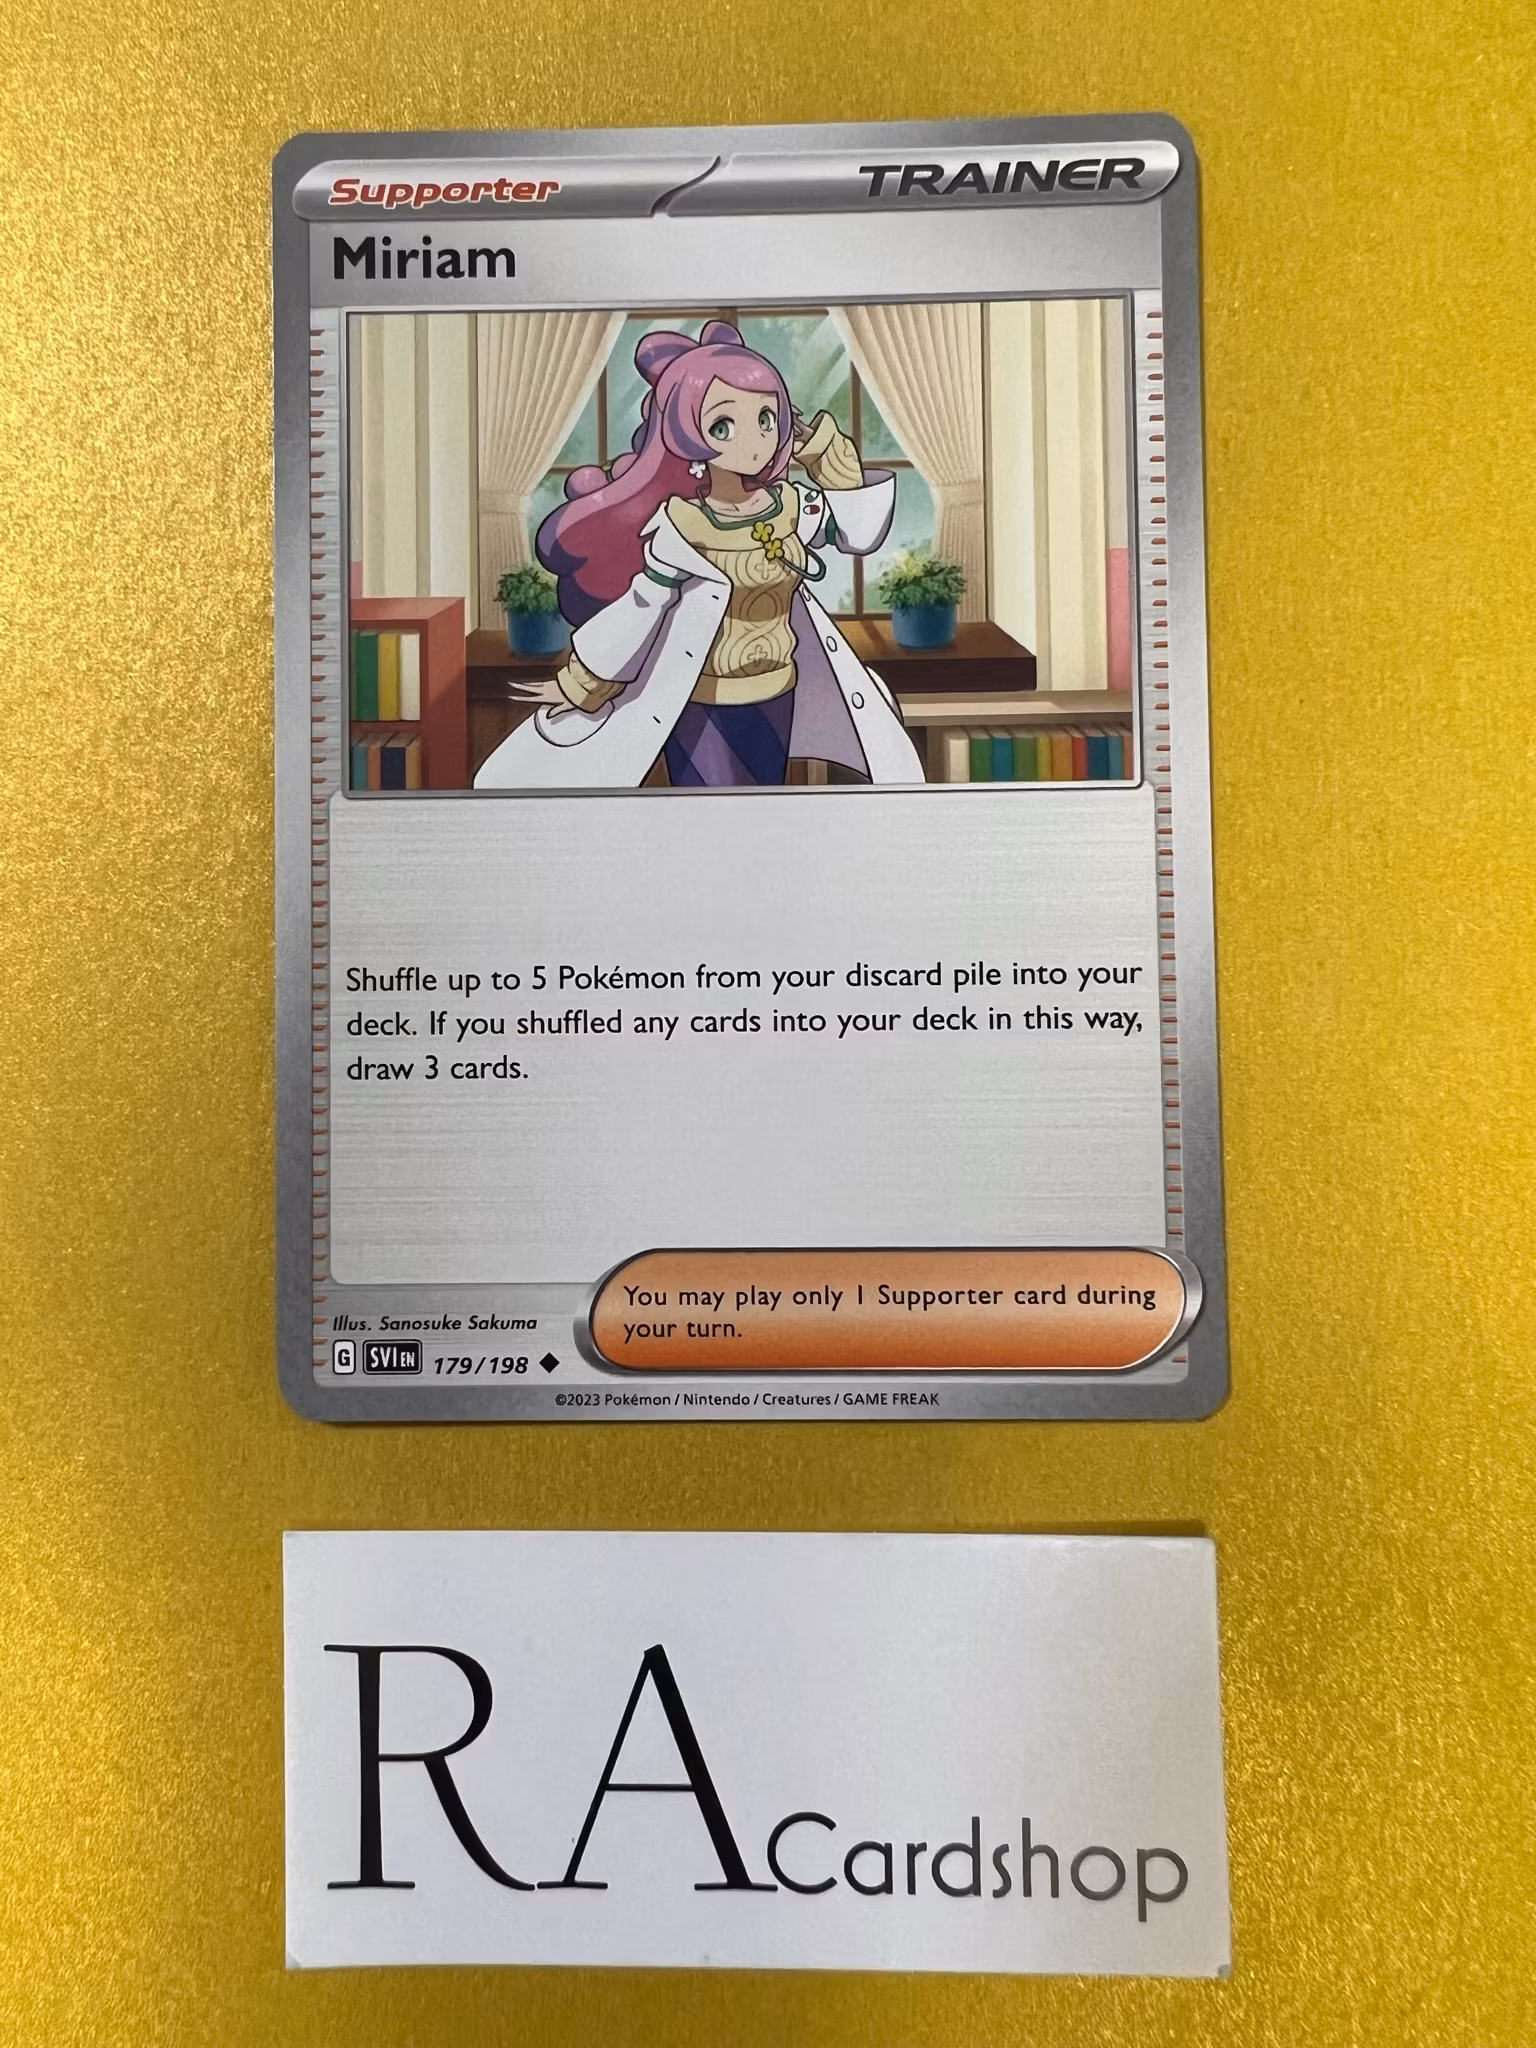 Supporter
TRAINER
Miriam
Shuffle up to 5 Pokémon from your discard pile into your
deck. If you shuffled any cards into your deck in this way,
draw 3 cards.
You may play only 1 Supporter card during
your turn.
Illus. Sanosuke Sakuma
G SVI EN 179/198 ◆
©2023 Pokémon / Nintendo / Creatures / GAME FREAK
RA Cardshop